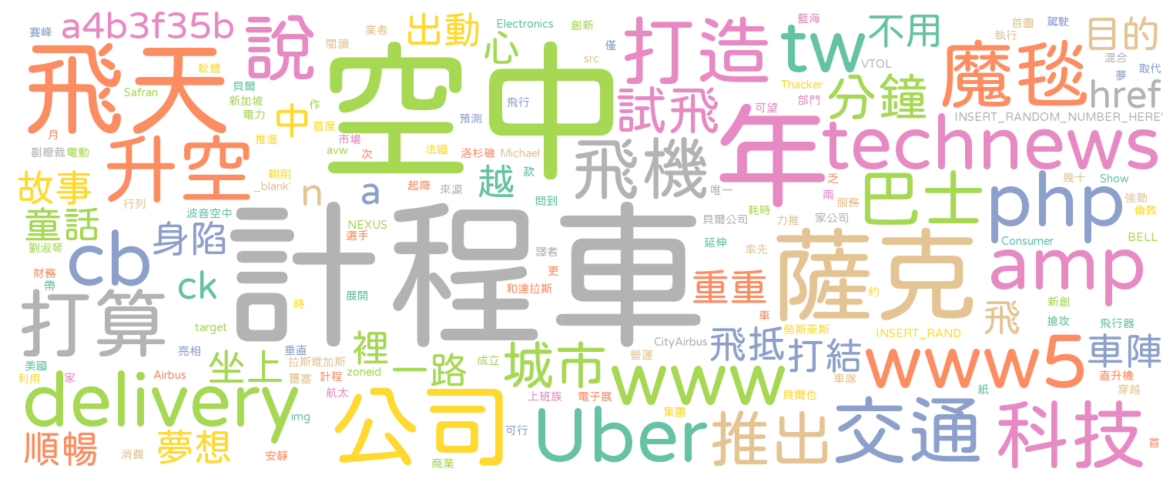 賽峰 a4b3f35b 說 閱讀 業者 出動 Electronics 創新 打造 藍海 tw 不用 首圖 駕駛 目的
飛天 軟體 Safran 貝爾 新加坡 電力 空中 心 src 僅 VTOL 執行 混合 夢 取代
月 中 作 首度 飛行 預測 試飛 Thacker 部門 可望 分鐘 魔毯 href
INSERT_RANDOM_NUMBER_HERE'
副總裁 電動 升空 推進 市場 avw 次 法國 洛杉磯 Michael 飛機 年 technews
故事 行列 翱翔 _blank' n a 起降 來源 越 款 問到 唯一 乏 兩 服務 巴士 php 幾十 Show 強勁 倫敦
童話 劉淑琴 波音空中 身陷 NEXUS 選手 計程車 譯者 貝爾公司 耗時 力推 家公司 延伸 率先 Consumer BELL
cb 財務 帶 ck 展開 時 更 和達拉斯 重重 車 薩克 約 amp 新創 搶攻 飛行器
打算 target 美國 亮相 垂直 裡 CityAirbus 飛抵 勞斯萊斯 INSERT_RAND 飛 車陣
利用 家 Airbus 坐上 拉斯維加斯 壅塞 計程 zoneid 一路 成立 城市 營運 打結 車隊 www5 直升機 穿越
delivery img 航太 公司 上班族 電子展 www 集團 貝爾也 紙
順暢 消費 夢想 安靜 商業 可行 Uber 推出 交通 科技 首